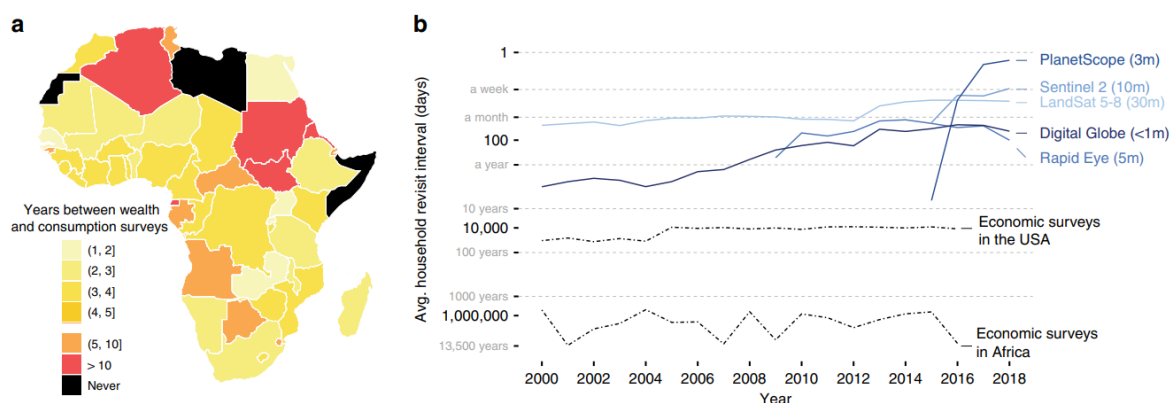 a
Years between wealth
and consumption surveys
(1, 2]
(2, 3]
(3, 4]
(4, 5]
(5, 10]
> 10
Never
b
Avg. household revisit interval (days)
1
a week
a month
100
a year
10 years
10,000
100 years
1000 years
1,000,000
13,500 years
PlanetScope (3m)
Sentinel 2 (10m)
LandSat 5-8 (30m)
Digital Globe (<1m)
Rapid Eye (5m)
Economic surveys
in the USA
Economic surveys
in Africa
2000 2002 2004 2006 2008 2010 2012 2014 2016 2018
Year